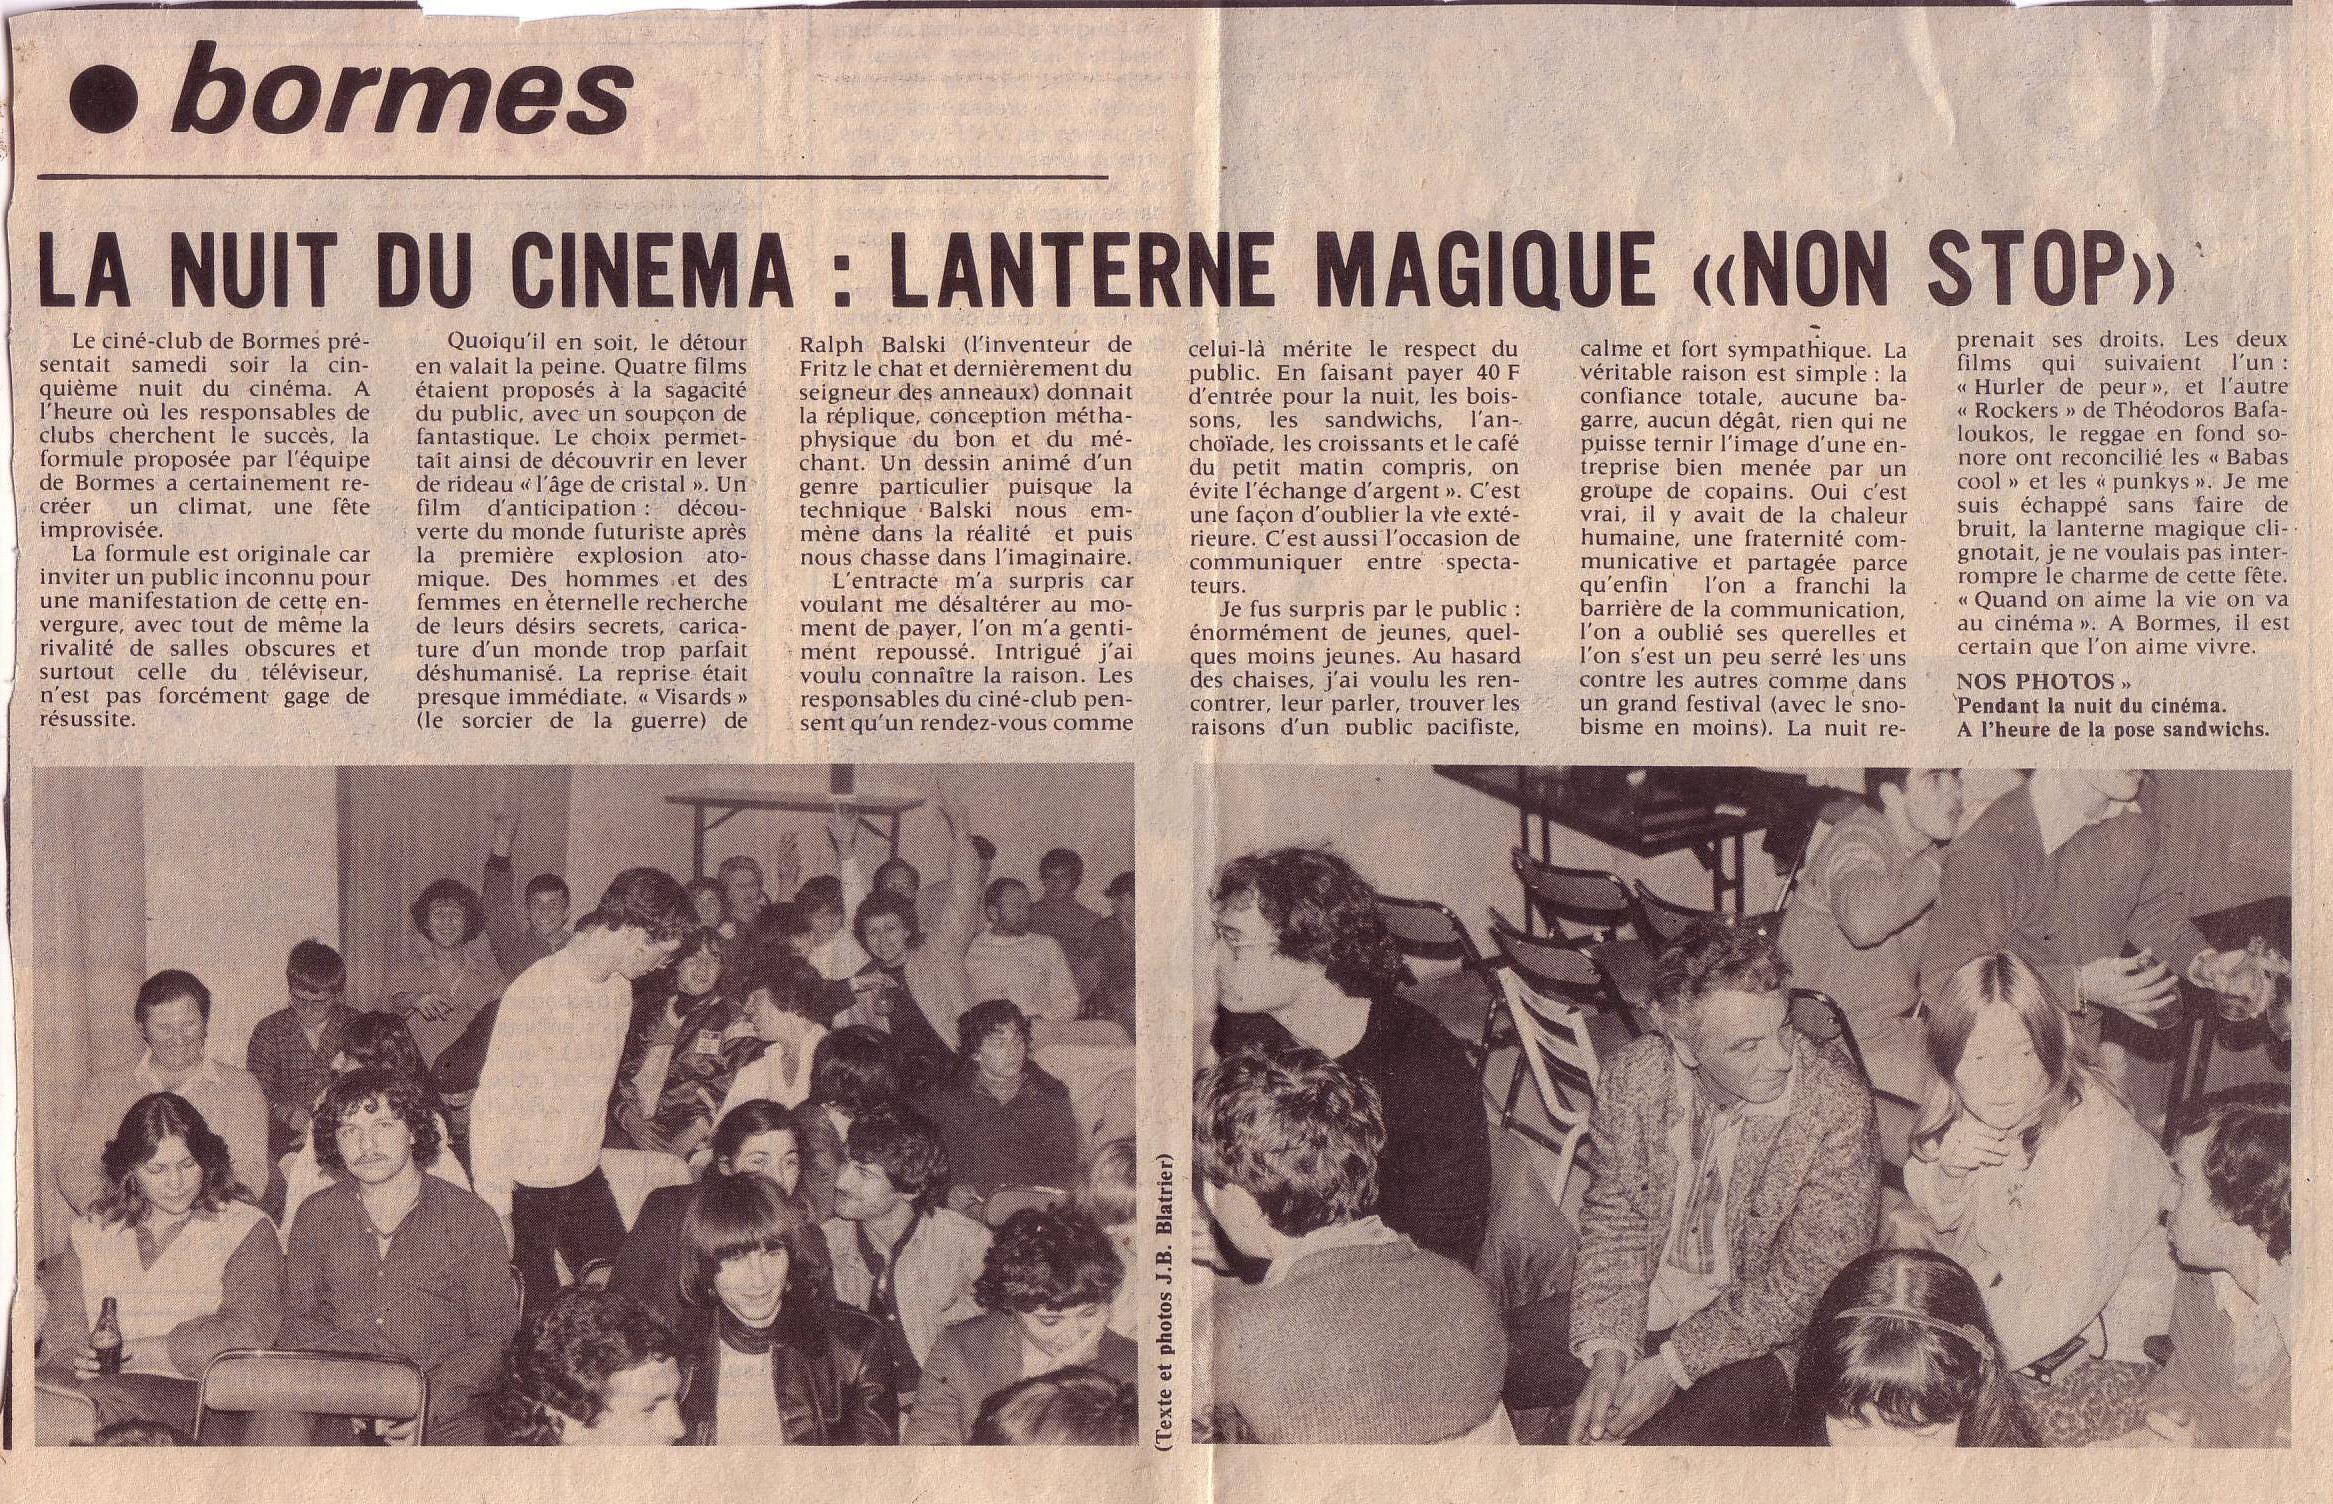 ● bormes
LA NUIT DU CINEMA : LANTERNE MAGIQUE «NON STOP»
Le ciné-club de Bormes pré-
sentait samedi soir la cin-
quième nuit du cinéma. A
l'heure où les responsables de
clubs cherchent le succès, la
formule proposée par l'équipe
de Bormes a certainement re-
créer un climat, une fête
improvisée.
La formule est originale car
inviter un public inconnu pour
une manifestation de cette en-
vergure, avec tout de même la
rivalité de salles obscures et
surtout celle du téléviseur,
n'est pas forcément gage de
résussite.
Quoiqu'il en soit, le détour
en valait la peine. Quatre films
étaient proposés à la sagacité
du public, avec un soupçon de
fantastique. Le choix permet-
tait ainsi de découvrir en lever
de rideau « l'âge de cristal ». Un
film d'anticipation : décou-
verte du monde futuriste après
la première explosion ato-
mique. Des hommes et des
femmes en éternelle recherche
de leurs désirs secrets, carica-
ture d'un monde trop parfait
déshumanisé. La reprise était
presque immédiate. « Visards »
(le sorcier de la guerre) de
Ralph Balski (l'inventeur de
Fritz le chat et dernièrement du
seigneur des anneaux) donnait
la réplique, conception métha-
physique du bon et du mé-
chant. Un dessin animé d'un
genre particulier puisque la
technique Balski nous em-
mène dans la réalité et puis
nous chasse dans l'imaginaire.
L'entracte m'a surpris car
voulant me désaltérer au mo-
ment de payer, l'on m'a genti-
ment repoussé. Intrigué j'ai
voulu connaître la raison. Les
responsables du ciné-club pen-
sent qu'un rendez-vous comme
celui-là mérite le respect du
public. En faisant payer 40 F
d'entrée pour la nuit, les bois-
sons, les sandwichs, l'an-
choïade, les croissants et le café
du petit matin compris, on
évite l'échange d'argent ». C'est
une façon d'oublier la vie exté-
rieure. C'est aussi l'occasion de
communiquer entre specta-
teurs.
Je fus surpris par le public :
énormément de jeunes, quel-
ques moins jeunes. Au hasard
des chaises, j'ai voulu les ren-
contrer, leur parler, trouver les
raisons d'un public pacifiste,
calme et fort sympathique. La
véritable raison est simple : la
confiance totale, aucune ba-
garre, aucun dégât, rien qui ne
puisse ternir l'image d'une en-
treprise bien menée par un
groupe de copains. Oui c'est
vrai, il y avait de la chaleur
humaine, une fraternité com-
municative et partagée parce
qu'enfin l'on a franchi la
barrière de la communication,
l'on a oublié ses querelles et
l'on s'est un peu serré les uns
contre les autres comme dans
un grand festival (avec le sno-
bisme en moins). La nuit re-
prenait ses droits. Les deux
films qui suivaient l'un :
« Hurler de peur », et l'autre
« Rockers » de Théodoros Bafa-
loukos, le reggae en fond so-
nore ont reconcilié les « Babas
cool » et les « punkys ». Je me
suis échappé sans faire de
bruit, la lanterne magique cli-
gnotait, je ne voulais pas inter-
rompre le charme de cette fête.
« Quand on aime la vie on va
au cinéma ». A Bormes, il est
certain que l'on aime vivre.
NOS PHOTOS »
Pendant la nuit du cinéma.
A l'heure de la pose sandwichs.
(Texte et photos J.B. Blatrier)